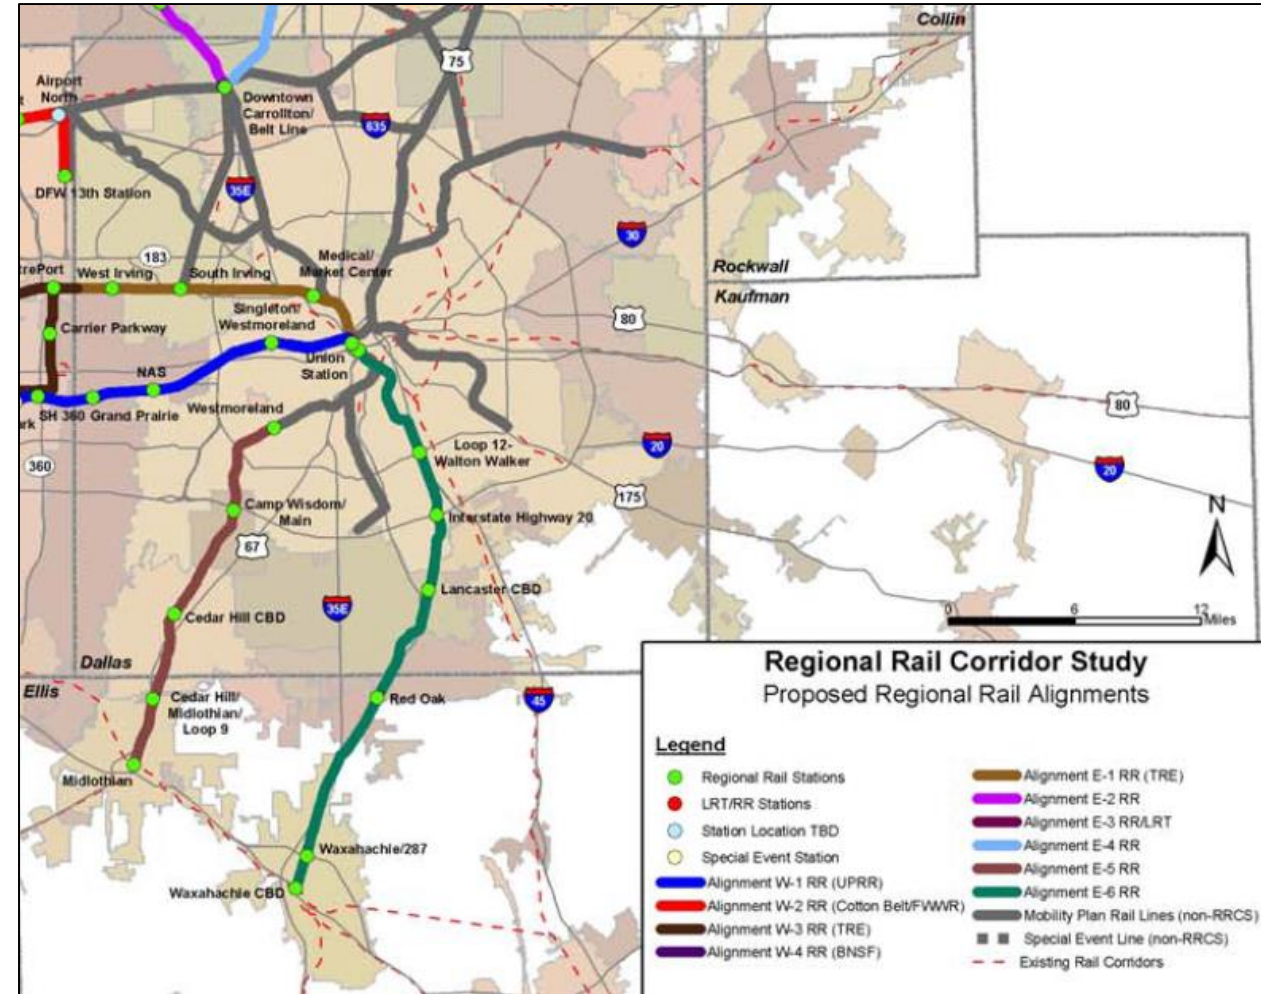 Collin
75
Airport
North
Downtown
Carrollton/
Belt Line
635
35E
DFW 13th Station
30
183
Medical/
Market Center
Rockwall
Kaufman
trePort
West Irving
South Irving
Singleton/
Westmoreland
80
Carrier Parkway
Union
Station
NAS
SH 360
Grand Prairie
Westmoreland
80
ark
20
Loop 12-
Walton Walker
360
20
175
N
Camp Wisdom/
Main
Interstate Highway 20
67
Lancaster CBD
35E
Cedar Hill CBD
0 6 12
Miles
Dallas
Ellis
Cedar Hill/
Midlothian/
Loop 9
Red Oak
45
Midlothian
Waxahachie/287
Waxahachie CBD
Regional Rail Corridor Study
Proposed Regional Rail Alignments
Legend
Regional Rail Stations
LRT/RR Stations
Station Location TBD
Special Event Station
Alignment W-1 RR (UPRR)
Alignment W-2 RR (Cotton Belt/FWWR)
Alignment W-3 RR (TRE)
Alignment W-4 RR (BNSF)
Alignment E-1 RR (TRE)
Alignment E-2 RR
Alignment E-3 RR/LRT
Alignment E-4 RR
Alignment E-5 RR
Alignment E-6 RR
Mobility Plan Rail Lines (non-RRCS)
Special Event Line (non-RRCS)
Existing Rail Corridors